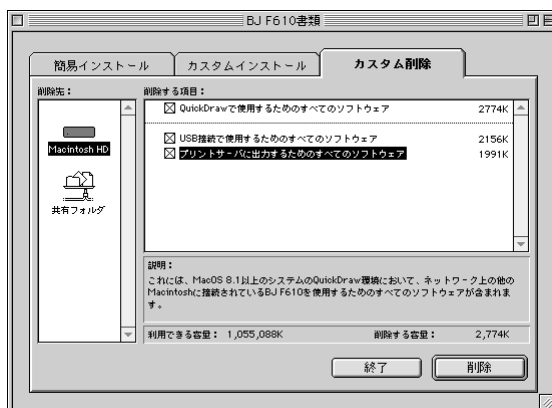 BJ F610書類
簡易インストール
カスタムインストール
カスタム削除
削除先：
Macintosh HD
共有フォルダ
削除する項目：
QuickDrawで使用するためのすべてのソフトウェア 2774K
USB接続で使用するためのすべてのソフトウェア 2156K
プリントサーバに出力するためのすべてのソフトウェア 1991K
説明：
これには、MacOS 8.1以上のシステムのQuickDraw環境において、ネットワーク上の他の
Macintoshに接続されているBJ F610を使用するためのすべてのソフトウェアが含まれま
す。
利用できる容量： 1,055,088K 削除する容量： 2,774K
終了
削除